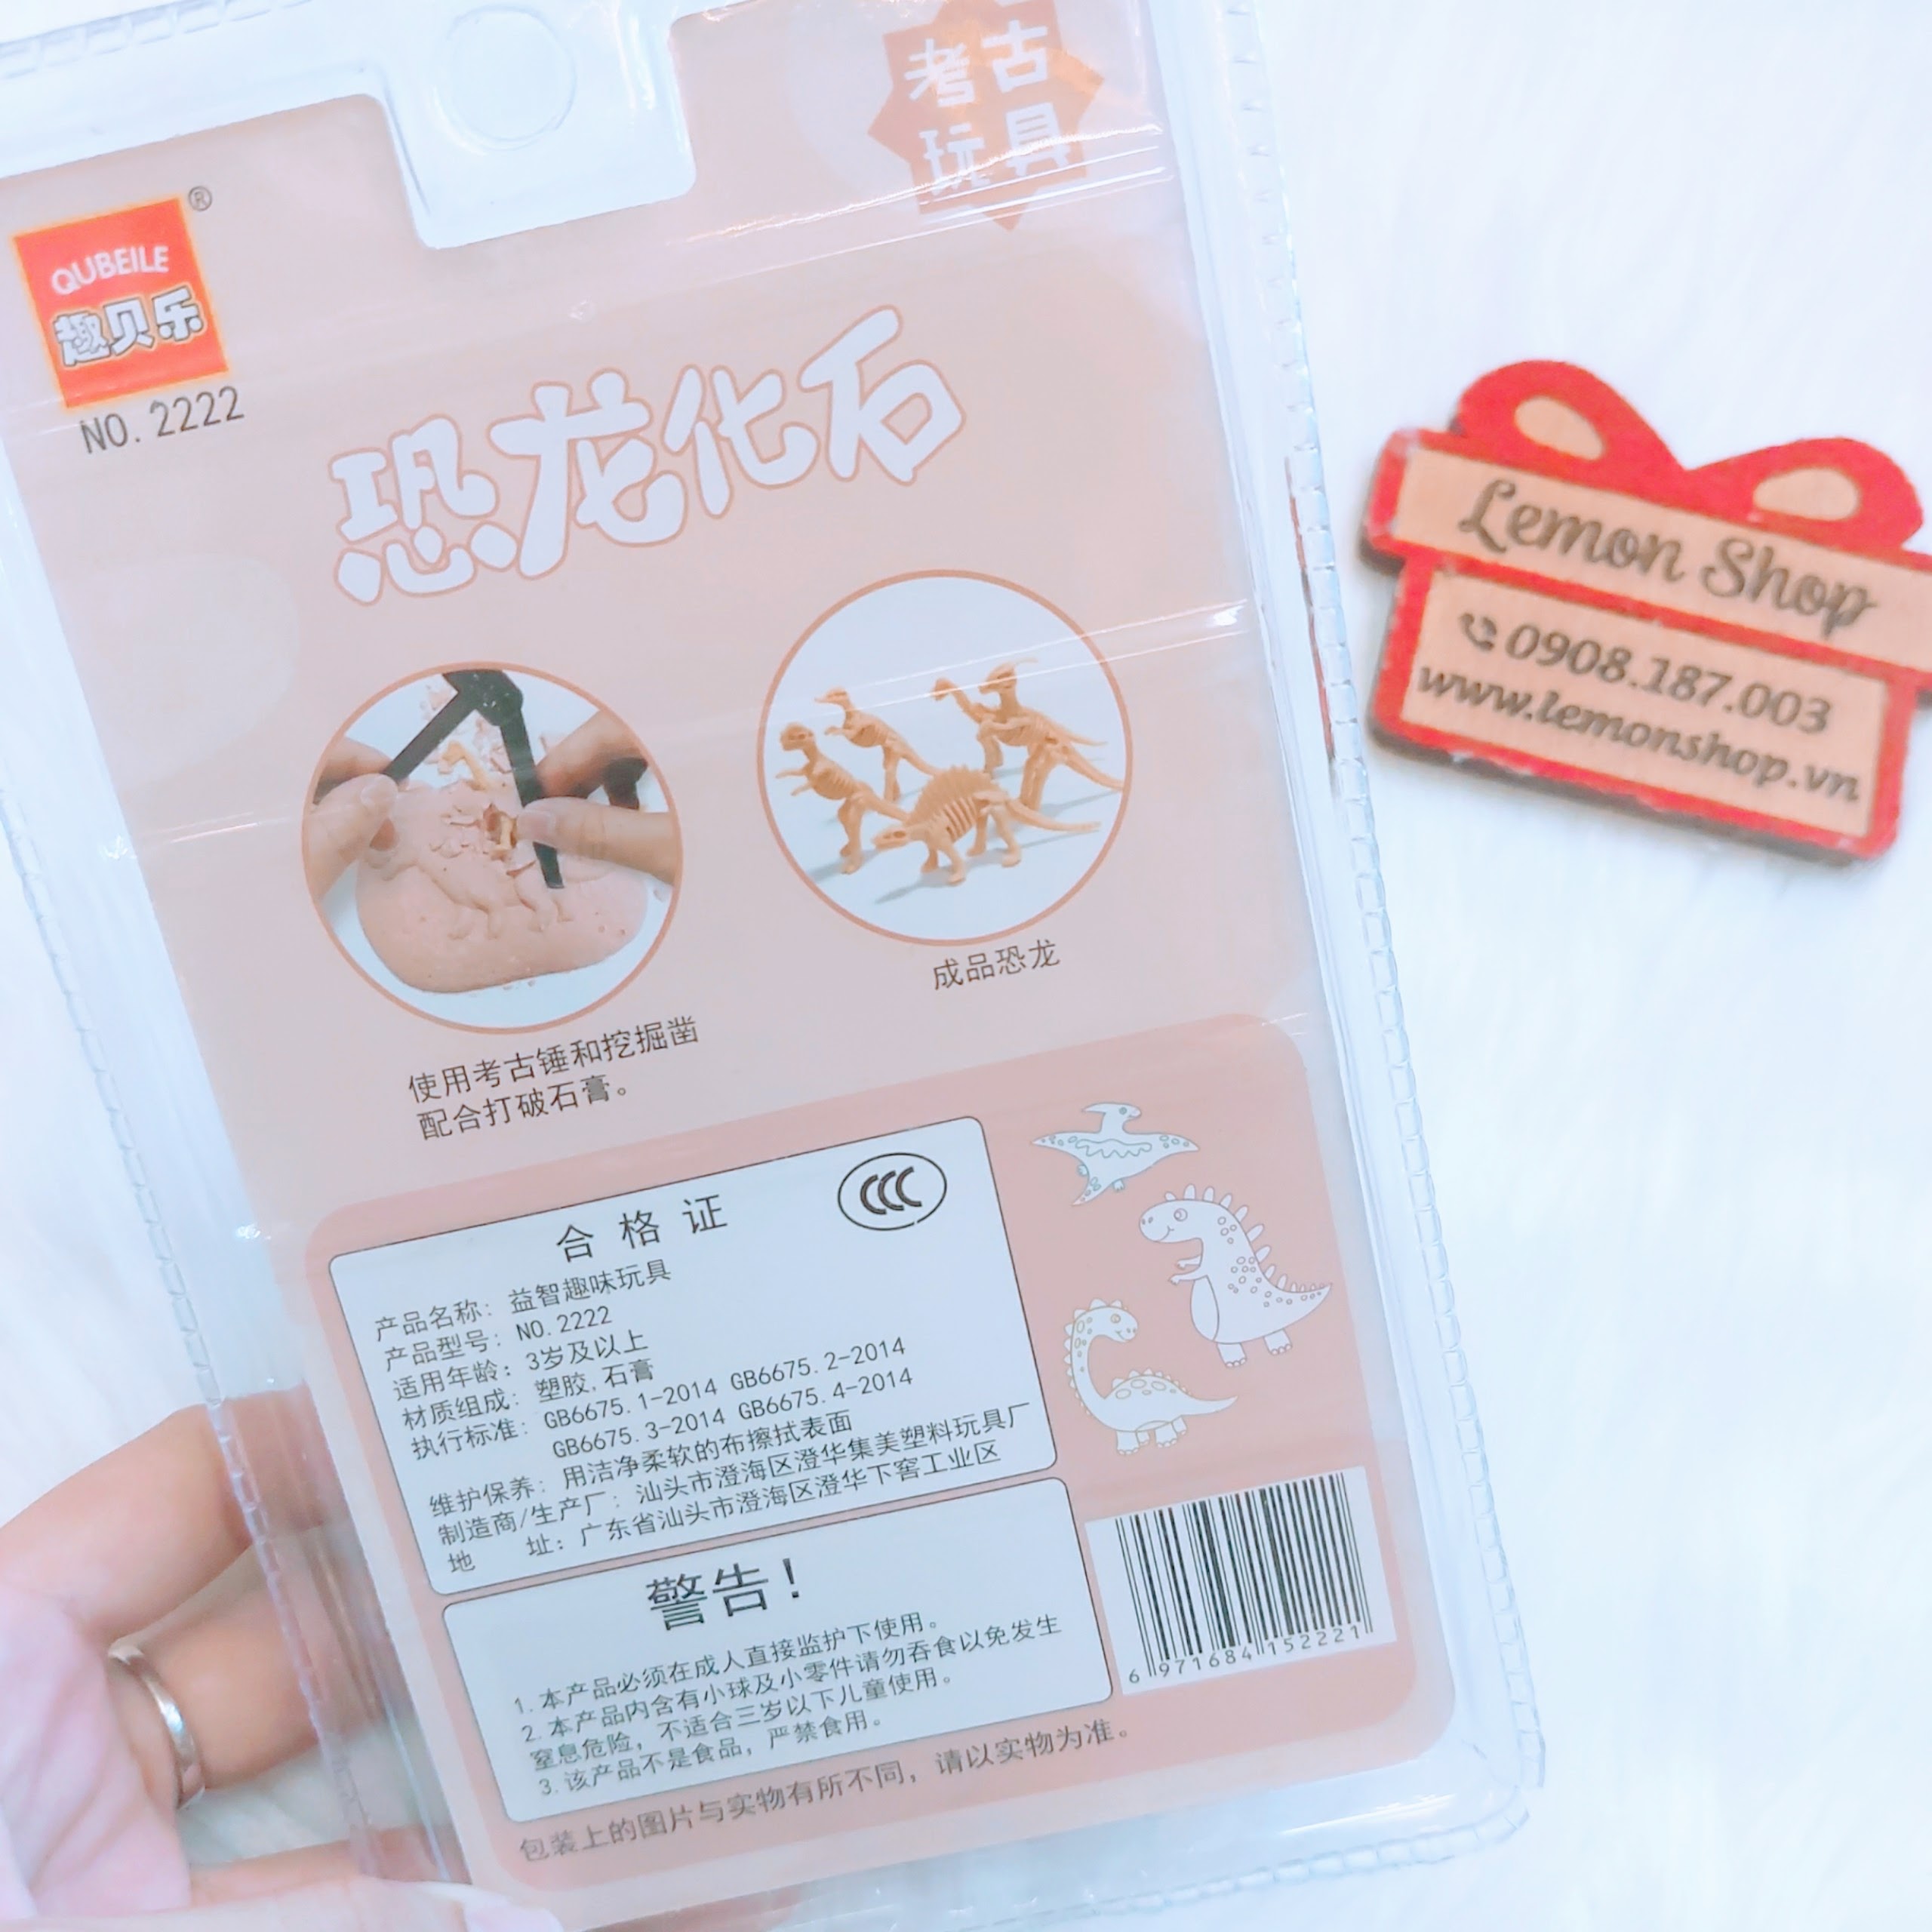 考古
玩具
QUBEILE
®
趣贝乐
NO.2222
恐龙化石
使用考古锤和挖掘凿
配合打破石膏。
成品恐龙
合格证
CCC
产品名称：益智趣味玩具
产品型号：NO.2222
适用年龄：3岁及以上
材质组成：塑胶,石膏
执行标准：GB6675.1-2014 GB6675.2-2014
GB6675.3-2014 GB6675.4-2014
维护保养：用洁净柔软的布擦拭表面
制造商/生产厂：汕头市澄海区澄华集美塑料玩具厂
地 址：广东省汕头市澄海区澄华下窖工业区
警告！
1.本产品必须在成人直接监护下使用。
2.本产品内含有小球及小零件请勿吞食以免发生
窒息危险，不适合三岁以下儿童使用。
3.该产品不是食品，严禁食用。
6 971684 152221
包装上的图片与实物有所不同，请以实物为准。
Lemon Shop
0908.187.003
www.lemonshop.vn